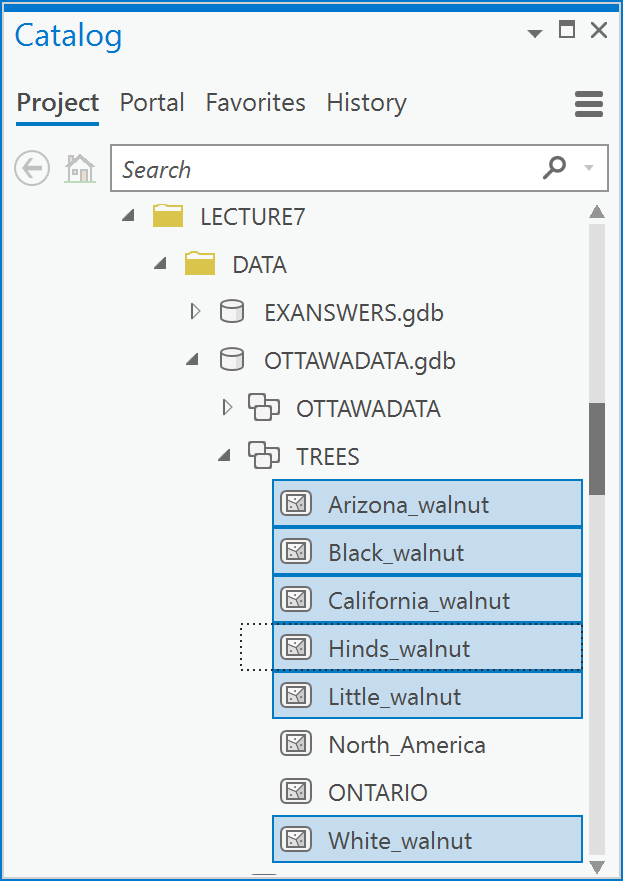 Catalog
Project Portal Favorites History
Search
LECTURE7
DATA
EXANSWERS.gdb
OTTAWADATA.gdb
OTTAWADATA
TREES
Arizona_walnut
Black_walnut
California_walnut
Hinds_walnut
Little_walnut
North_America
ONTARIO
White_walnut